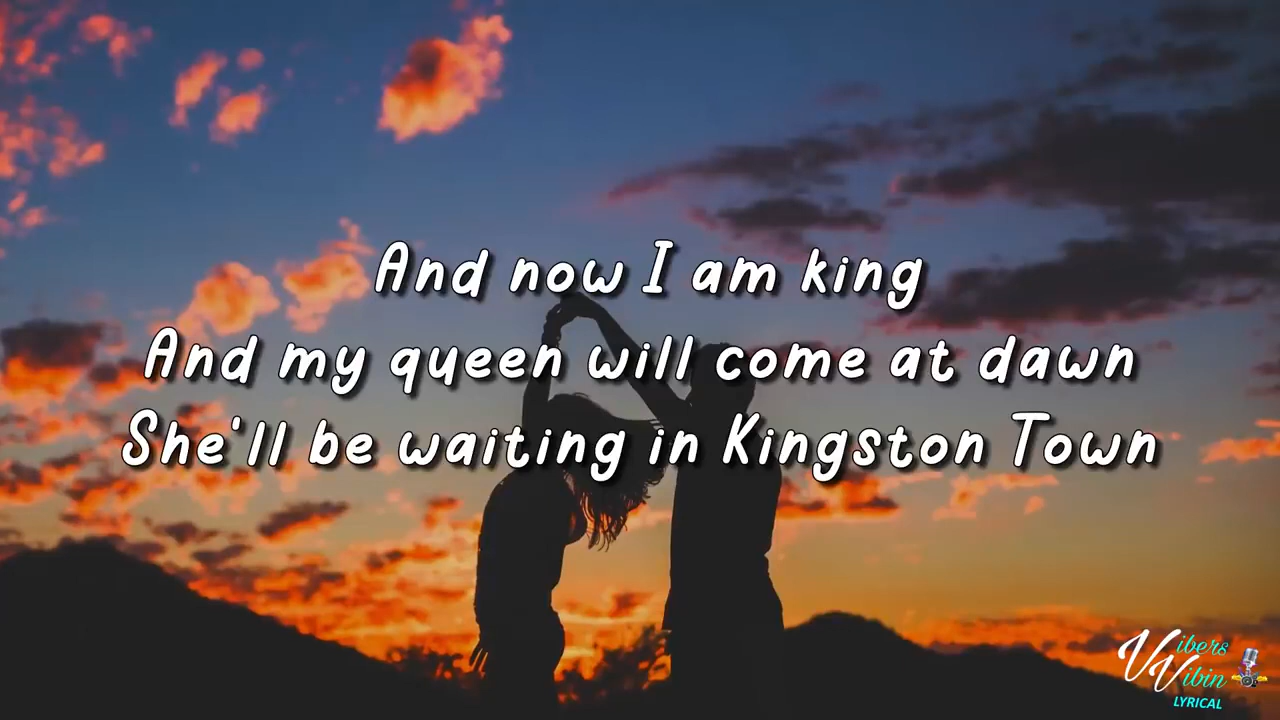 And now I am king
And my queen will come at dawn
She'll be waiting in Kingston Town
Vibers
Vibin
LYRICAL